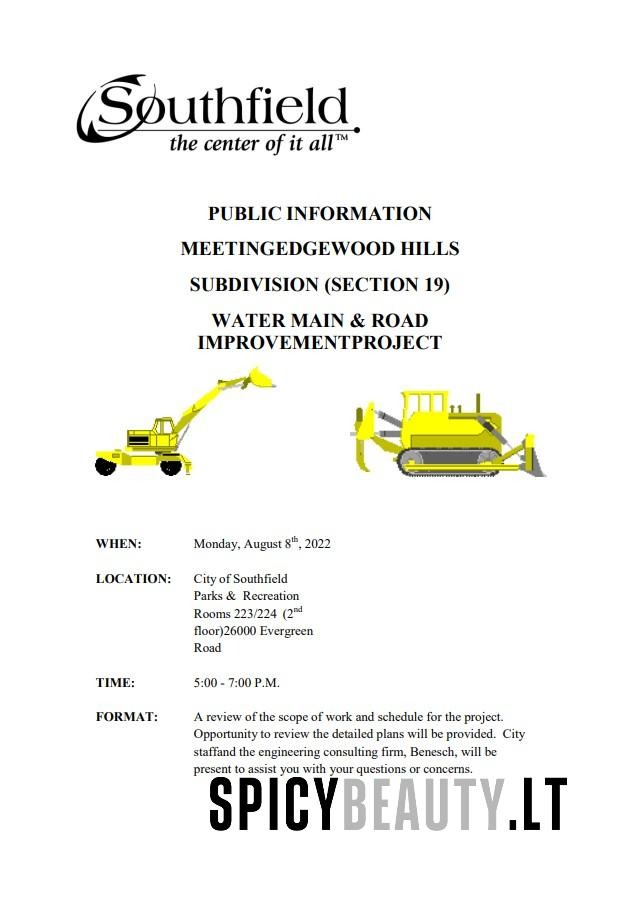 Southfield
the center of it all™
PUBLIC INFORMATION
MEETINGEDGEWOOD HILLS
SUBDIVISION (SECTION 19)
WATER MAIN & ROAD
IMPROVEMENTPROJECT
WHEN: Monday, August 8th, 2022
LOCATION: City of Southfield
Parks & Recreation
Rooms 223/224 (2nd
floor)26000 Evergreen
Road
TIME: 5:00 - 7:00 P.M.
FORMAT: A review of the scope of work and schedule for the project.
Opportunity to review the detailed plans will be provided. City
staffand the engineering consulting firm, Benesch, will be
present to assist you with your questions or concerns.
SPICYBEAUTY.LT